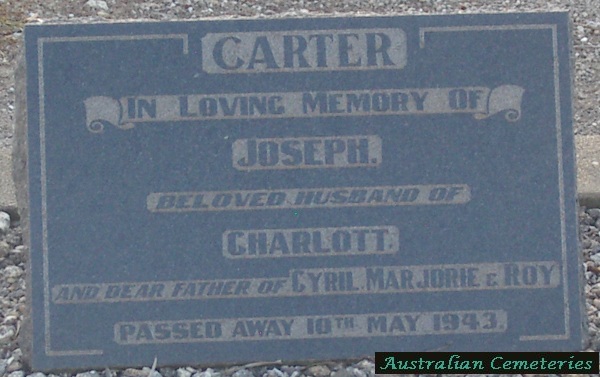 CARTER
IN LOVING MEMORY OF
JOSEPH.
BELOVED HUSBAND OF
CHARLOTT.
AND DEAR FATHER OF CYRIL, MARJORIE & ROY
PASSED AWAY 10TH MAY 1943.
Australian Cemeteries